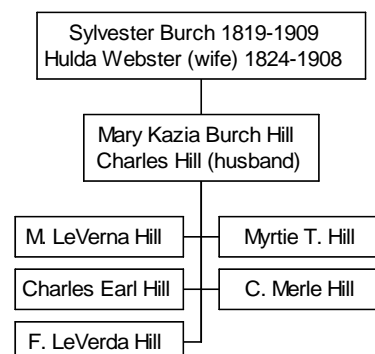 Sylvester Burch 1819-1909
Hulda Webster (wife) 1824-1908
Mary Kazia Burch Hill
Charles Hill (husband)
M. LeVerna Hill
Myrtie T. Hill
Charles Earl Hill
C. Merle Hill
F. LeVerda Hill